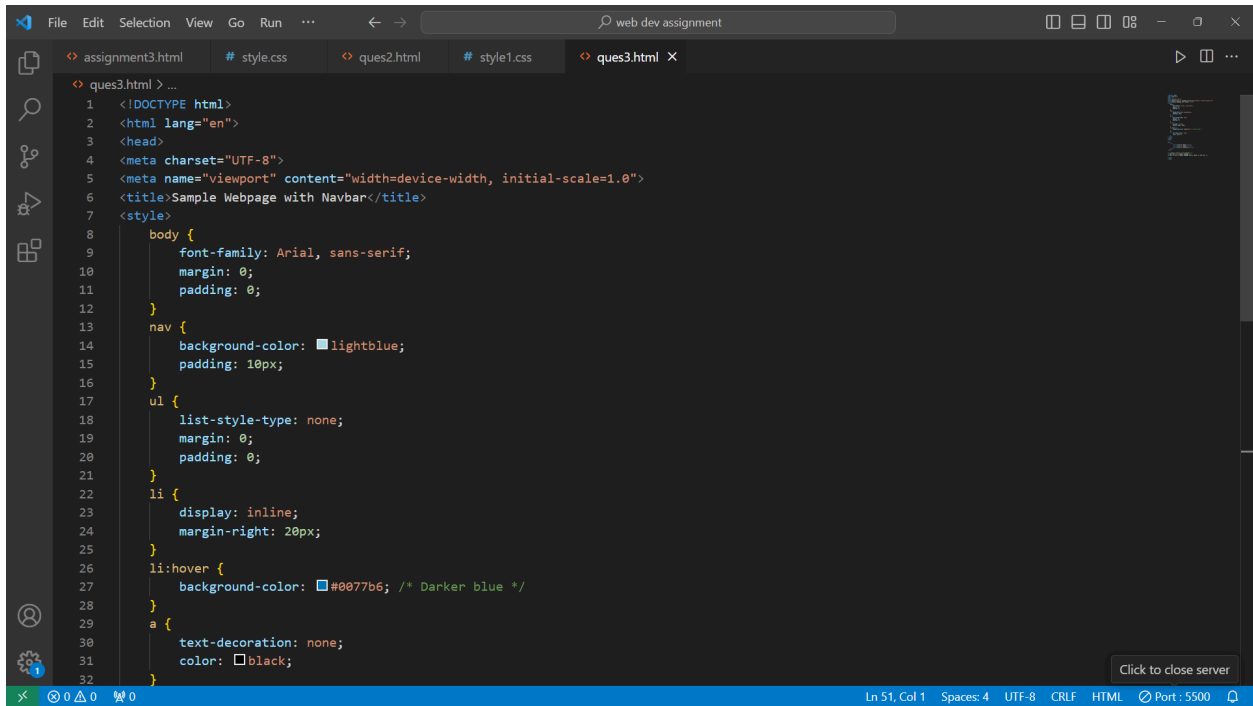 File Edit Selection View Go Run ··· ← → web dev assignment
assignment3.html # style.css ques2.html # style1.css ques3.html
ques3.html > ...
1 <!DOCTYPE html>
2 <html lang="en">
3 <head>
4 <meta charset="UTF-8">
5 <meta name="viewport" content="width=device-width, initial-scale=1.0">
6 <title>Sample Webpage with Navbar</title>
7 <style>
8 body {
9 font-family: Arial, sans-serif;
10 margin: 0;
11 padding: 0;
12 }
13 nav {
14 background-color: lightblue;
15 padding: 10px;
16 }
17 ul {
18 list-style-type: none;
19 margin: 0;
20 padding: 0;
21 }
22 li {
23 display: inline;
24 margin-right: 20px;
25 }
26 li:hover {
27 background-color: #0077b6; /* Darker blue */
28 }
29 a {
30 text-decoration: none;
31 color: black;
32 }
Click to close server
1
0 0 0 Ln 51, Col 1 Spaces: 4 UTF-8 CRLF HTML Port : 5500